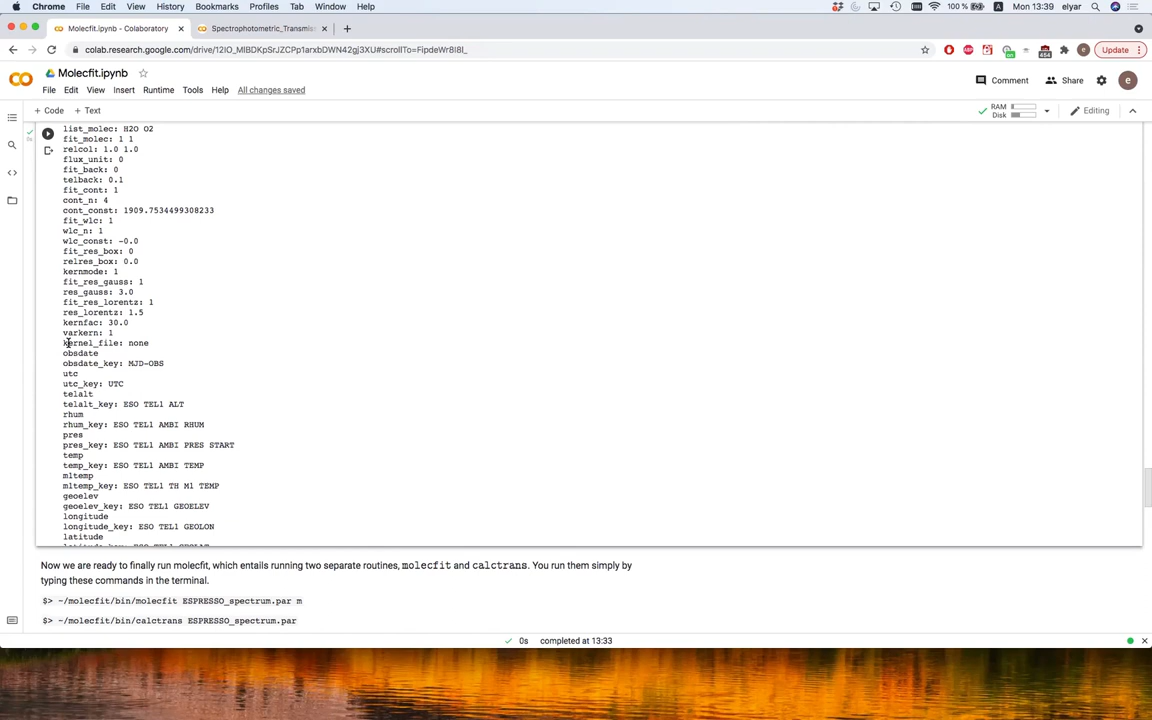 Chrome File Edit View History Bookmarks Profiles Tab Window Help 100 % A Mon 13:39 elyar
Molecfit.ipynb - Colaboratory Spectrophotometric_Transmis
colab.research.google.com/drive/12IO_MlBDKpSrJZCPp1arxbDWN42gj3XU#scrollTo=FipdeWr8I8l_ Update
Molecfit.ipynb
Comment Share e
File Edit View Insert Runtime Tools Help All changes saved
+ Code + Text RAM Disk Editing
list_molec: H2O O2
fit_molec: 1 1
relcol: 1.0 1.0
flux_unit: 0
fit_back: 0
telback: 0.1
fit_cont: 1
cont_n: 4
cont_const: 1909.7534499308233
fit_wlc: 1
wlc_n: 1
wlc_const: -0.0
fit_res_box: 0
relres_box: 0.0
kernmode: 1
fit_res_gauss: 1
res_gauss: 3.0
fit_res_lorentz: 1
res_lorentz: 1.5
kernfac: 30.0
varkern: 1
kernel_file: none
obsdate
obsdate_key: MJD-OBS
utc
utc_key: UTC
telalt
telalt_key: ESO TEL1 ALT
rhum
rhum_key: ESO TEL1 AMBI RHUM
pres
pres_key: ESO TEL1 AMBI PRES START
temp
temp_key: ESO TEL1 AMBI TEMP
m1temp
m1temp_key: ESO TEL1 TH M1 TEMP
geoelev
geoelev_key: ESO TEL1 GEOELEV
longitude
longitude_key: ESO TEL1 GEOLON
latitude
latitude_key: ESO TEL1 GEOLAT
Now we are ready to finally run molecfit, which entails running two separate routines, molecfit and calctrans. You run them simply by
typing these commands in the terminal.
$> ~/molecfit/bin/molecfit ESPRESSO_spectrum.par m
$> ~/molecfit/bin/calctrans ESPRESSO_spectrum.par
0s completed at 13:33